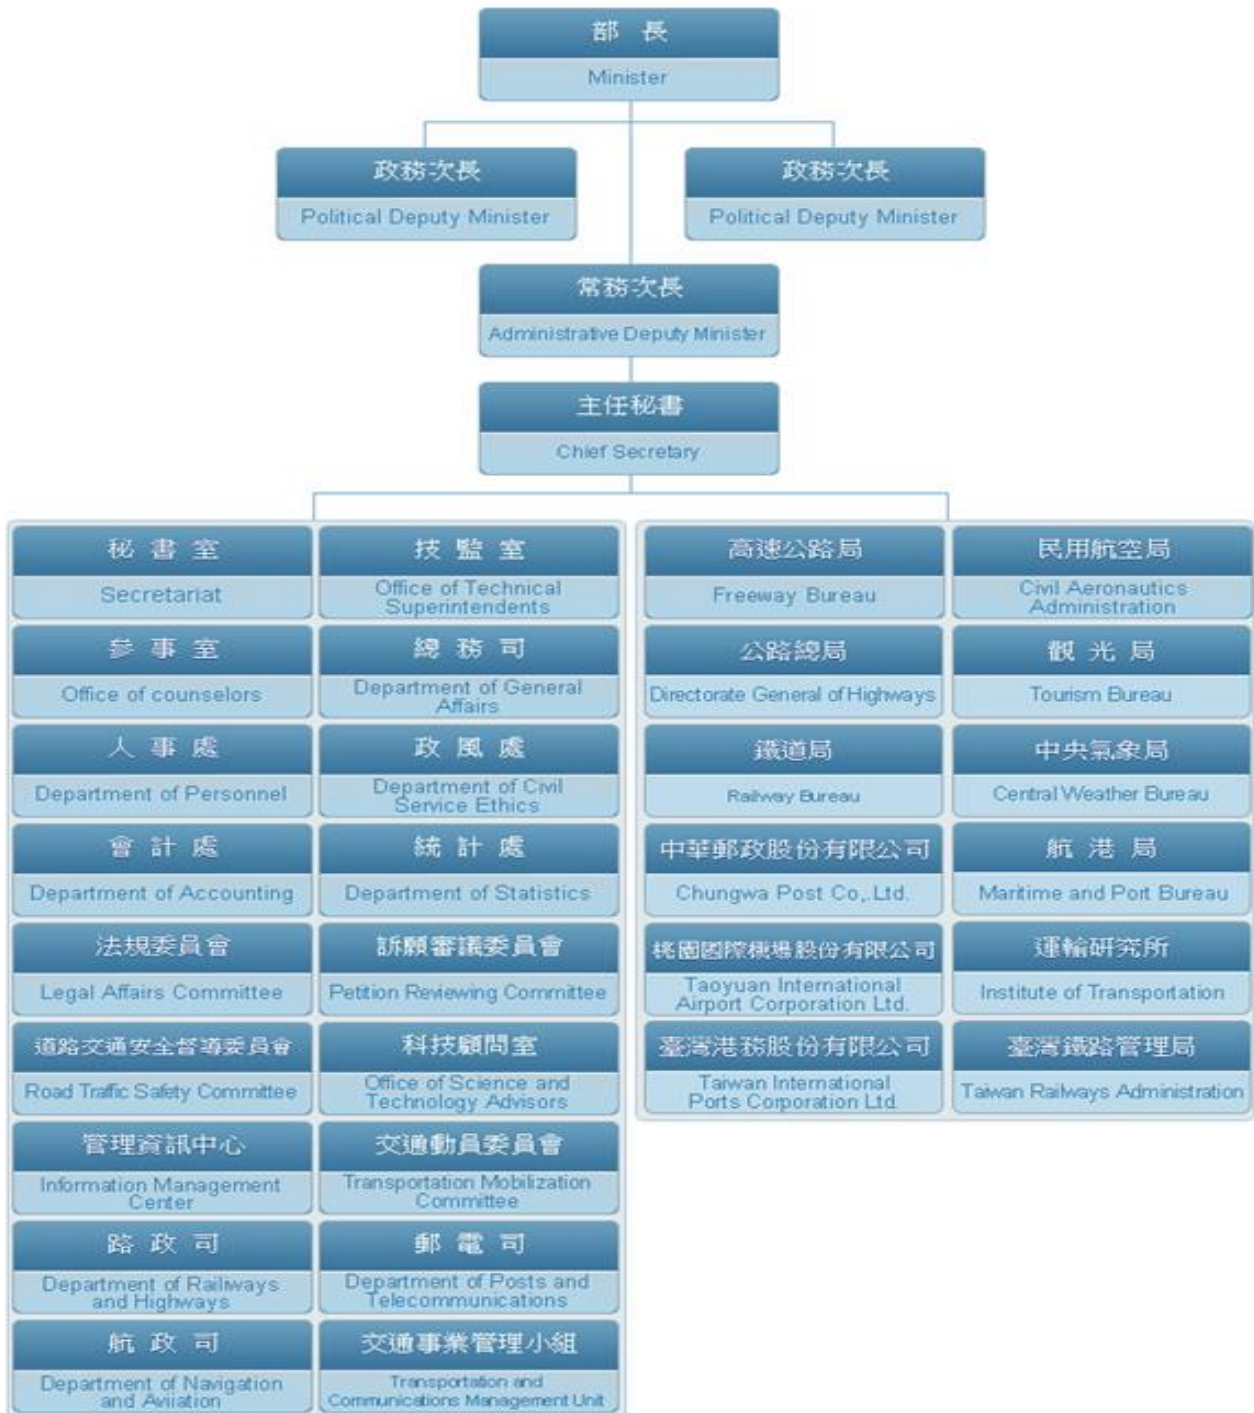 部 長
Minister
政務次長
Political Deputy Minister
政務次長
Political Deputy Minister
常務次長
Administrative Deputy Minister
主任秘書
Chief Secretary
秘 書 室
Secretariat
技 監 室
Office of Technical
Superintendents
參 事 室
Office of counselors
總 務 司
Department of General
Affairs
人 事 處
Department of Personnel
政 風 處
Department of Civil
Service Ethics
會 計 處
Department of Accounting
統 計 處
Department of Statistics
法規委員會
Legal Affairs Committee
訴願審議委員會
Petition Reviewing Committee
道路交通安全督導委員會
Road Traffic Safety Committee
科技顧問室
Office of Science and
Technology Advisors
管理資訊中心
Information Management
Center
交通動員委員會
Transportation Mobilization
Committee
路 政 司
Department of Railiways
and Highways
郵 電 司
Department of Posts and
Telecommunications
航 政 司
Department of Navigation
and Aviiation
交通事業管理小組
Transportation and
Communications Management Unit
高速公路局
Freeway Bureau
民用航空局
Civil Aeronautics
Administration
公路總局
Directorate General of Highways
觀 光 局
Tourism Bureau
鐵道局
Railway Bureau
中央氣象局
Central Weather Bureau
中華郵政股份有限公司
Chungwa Post Co,.Ltd.
航 港 局
Maritime and Port Bureau
桃園國際機場股份有限公司
Taoyuan International
Airport Corporation Ltd.
運輸研究所
Institute of Transportation
臺灣港務股份有限公司
Taiwan International
Ports Corporation Ltd.
臺灣鐵路管理局
Taiwan Railways Administration